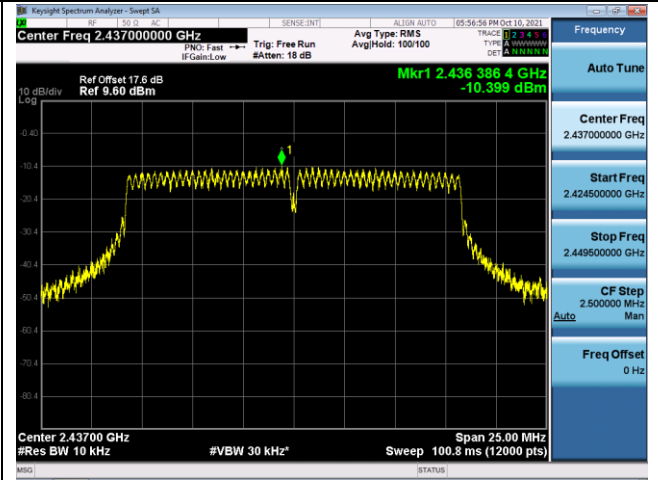 Keysight Spectrum Analyzer - Swept SA
RF 50 Ω AC SENSE:INT ALIGN AUTO 05:56:56 PM Oct 10, 2021
Center Freq 2.437000000 GHz
PNO: Fast
IFGain:Low
Trig: Free Run
#Atten: 18 dB
Avg Type: RMS
Avg|Hold: 100/100
TRACE 1 2 3 4 5 6
TYPE A WWWWW
DET A NNNNN
Ref Offset 17.6 dB
10 dB/div Ref 9.60 dBm
Log
Mkr1 2.436 386 4 GHz
-10.399 dBm
1
-0.40
-10.4
-20.4
-30.4
-40.4
-50.4
-60.4
-70.4
-80.4
Center 2.43700 GHz
#Res BW 10 kHz
#VBW 30 kHz*
Span 25.00 MHz
Sweep 100.8 ms (12000 pts)
MSG STATUS
Frequency
Auto Tune
Center Freq
2.437000000 GHz
Start Freq
2.424500000 GHz
Stop Freq
2.449500000 GHz
CF Step
2.500000 MHz
Auto Man
Freq Offset
0 Hz